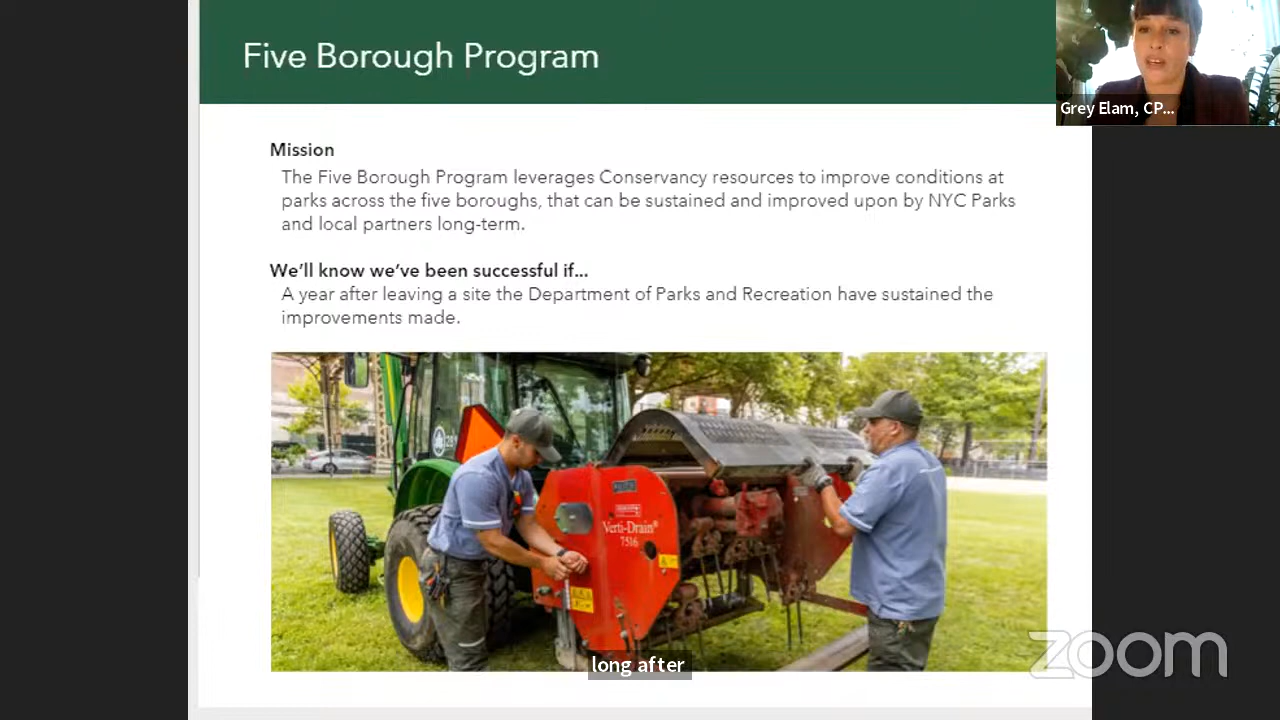 Five Borough Program
Grey Elam, CP...
Mission
The Five Borough Program leverages Conservancy resources to improve conditions at
parks across the five boroughs, that can be sustained and improved upon by NYC Parks
and local partners long-term.
We'll know we've been successful if...
A year after leaving a site the Department of Parks and Recreation have sustained the
improvements made.
Verti-Drain®
7516
long after
zoom